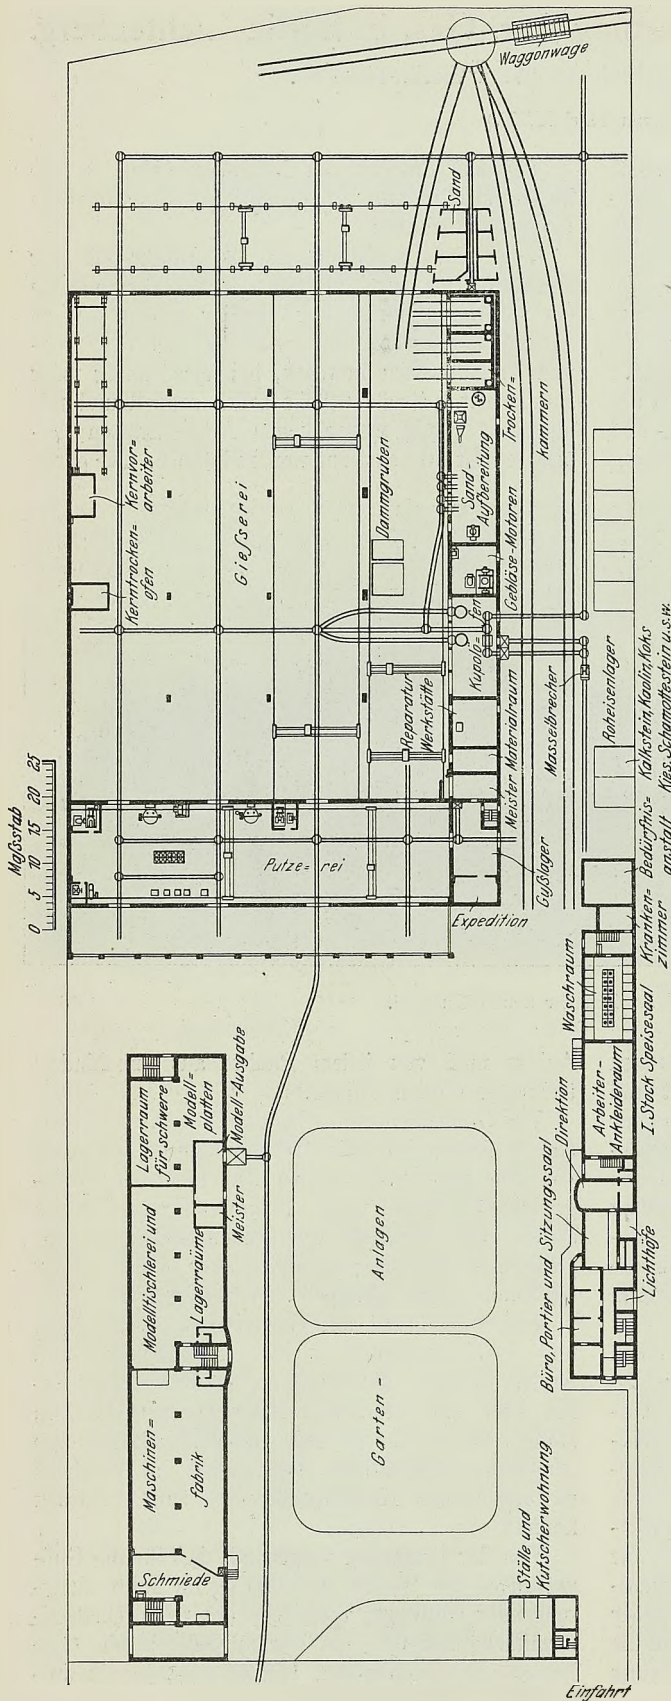 Waggonwage
Sand
Trocken=
kammern
Kernvor=
arbeiter
Kerntrocken=
ofen
Gießerei
Dammgruben
Sand-
Aufbereitung
Gebläse-Motoren
Kupolo=
fen
Reparatur
Werkstätte
Meister Materialraum
Masselbrecher
Roheisenlager
Kalkstein, Kaolin, Koks
Kies, Schamottestein u.s.w.
Maßstab
0 5 10 15 20 25
Putze=rei
Gußlager
Expedition
Bedürfnis=
anstalt
Kranken=
zimmer
Waschraum
I. Stock Speisesaal
Arbeiter-
Ankleideraum
Direktion
Büro, Portier und Sitzungssaal
Lichthöfe
Lagerraum
für schwere
Modell=
platten
Modell-Ausgabe
Meister
Modelltischlerei und
Lagerräume
Maschinen=
fabrik
Schmiede
Garten-
Anlagen
Ställe und
Kutscherwohnung
Einfahrt